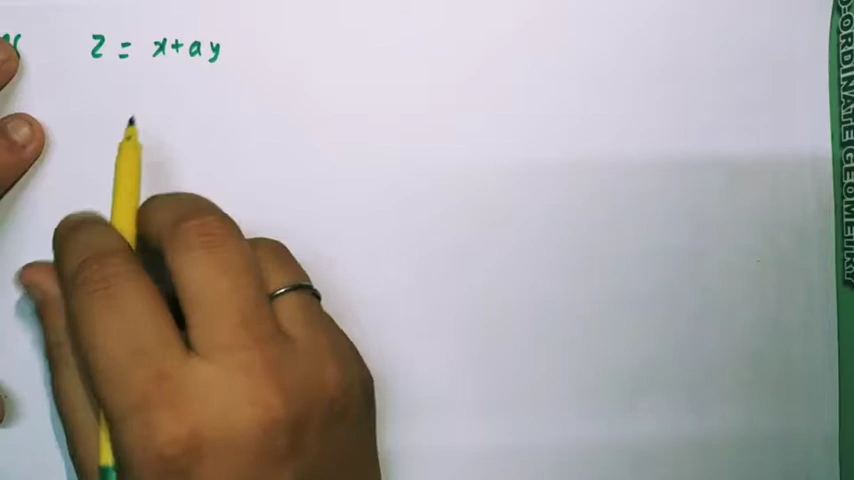 z = x+ay
O-ORDINATE GEOMETRY